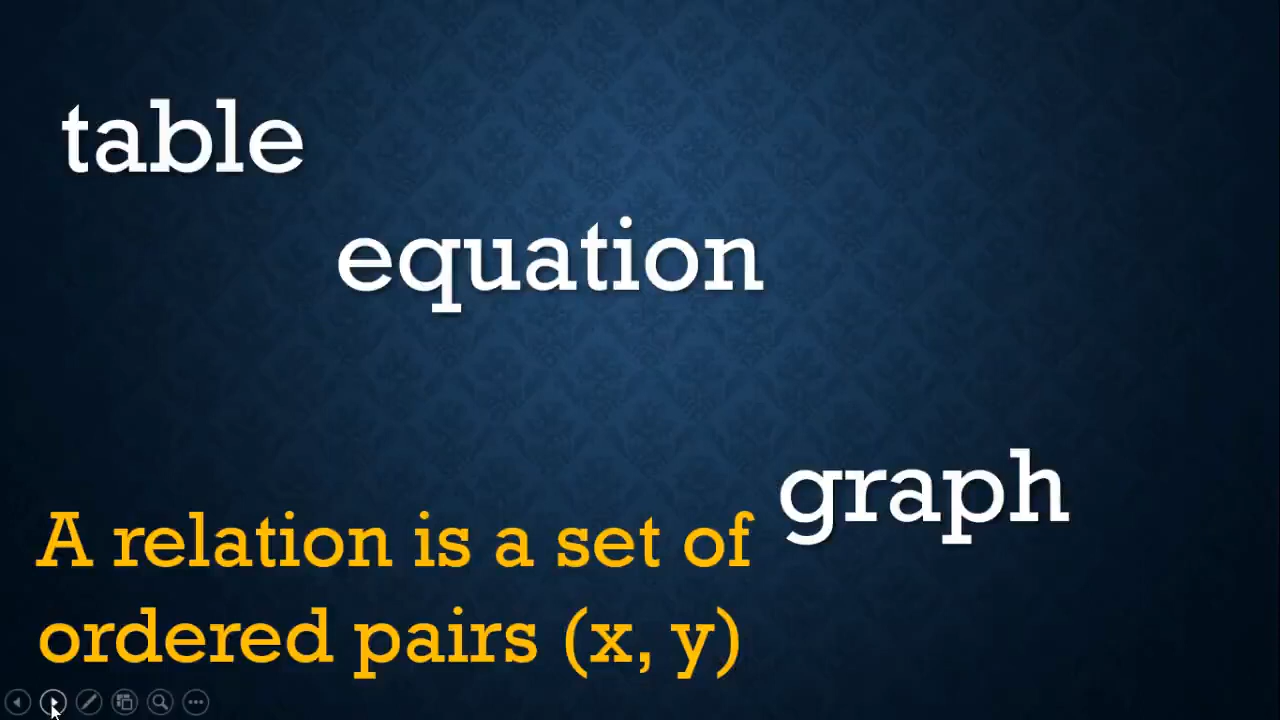 table
equation
graph
A relation is a set of
ordered pairs (x, y)